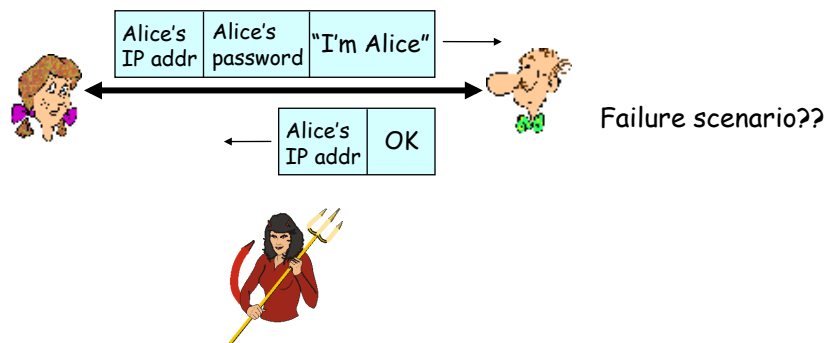 Alice's
IP addr
Alice's
password
"I'm Alice"
Alice's
IP addr
OK
Failure scenario??